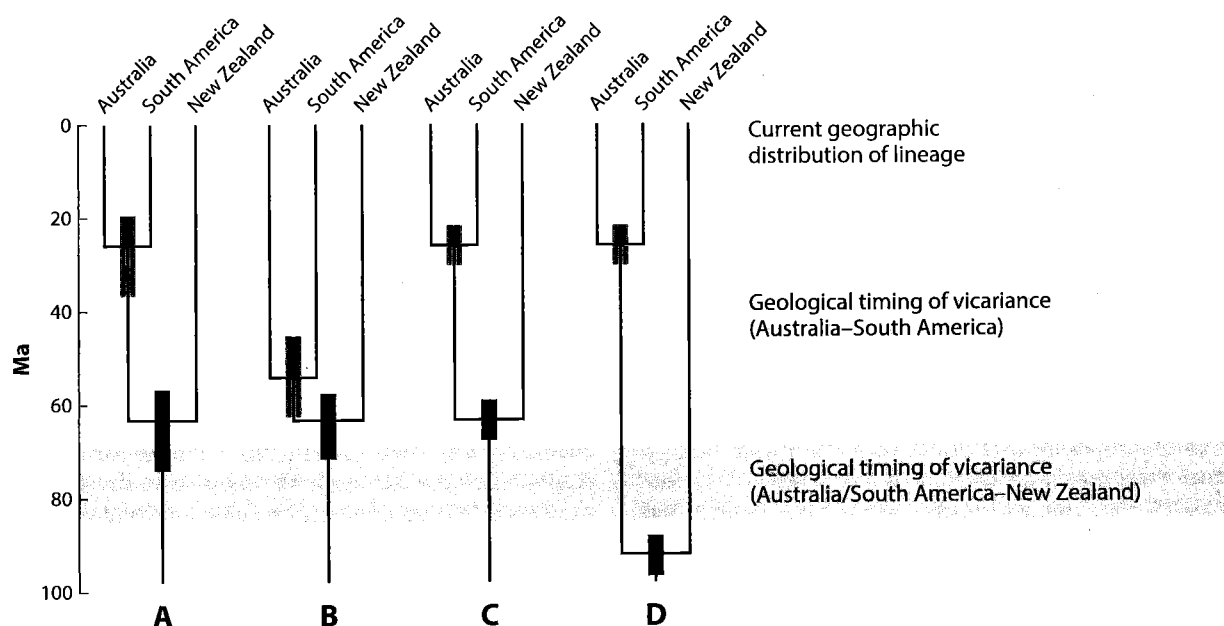 Australia
South America
New Zealand
Australia
South America
New Zealand
Australia
South America
New Zealand
Australia
South America
New Zealand
0
20
40
60
80
100
Ma
Current geographic
distribution of lineage
Geological timing of vicariance
(Australia–South America)
Geological timing of vicariance
(Australia/South America–New Zealand)
A
B
C
D